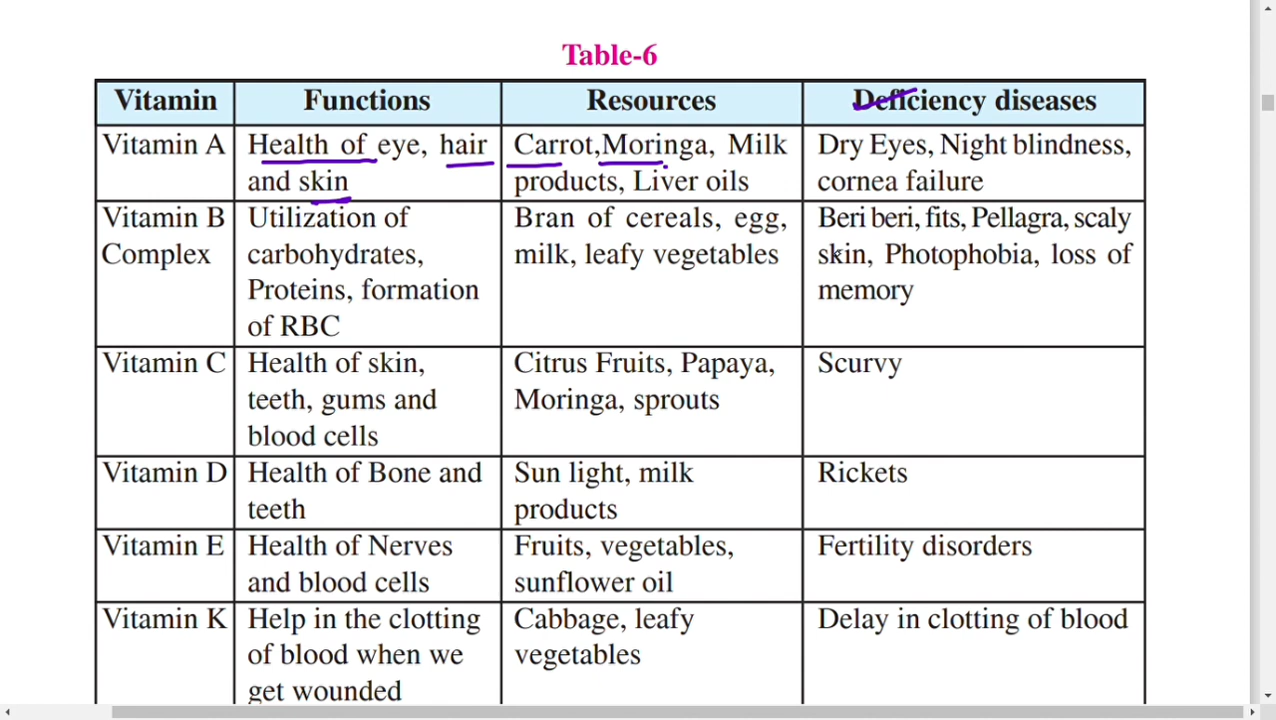 Table-6
Vitamin Functions Resources Deficiency diseases
Vitamin A
Health of eye, hair
and skin
Carrot,Moringa, Milk
products, Liver oils
Dry Eyes, Night blindness,
cornea failure
Vitamin B
Complex
Utilization of
carbohydrates,
Proteins, formation
of RBC
Bran of cereals, egg,
milk, leafy vegetables
Beri beri, fits, Pellagra, scaly
skin, Photophobia, loss of
memory
Vitamin C
Health of skin,
teeth, gums and
blood cells
Citrus Fruits, Papaya,
Moringa, sprouts
Scurvy
Vitamin D
Health of Bone and
teeth
Sun light, milk
products
Rickets
Vitamin E
Health of Nerves
and blood cells
Fruits, vegetables,
sunflower oil
Fertility disorders
Vitamin K
Help in the clotting
of blood when we
get wounded
Cabbage, leafy
vegetables
Delay in clotting of blood